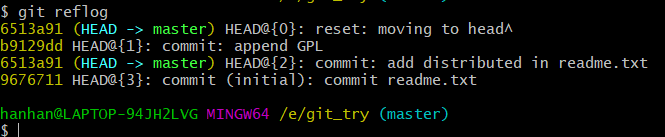 $ git reflog
6513a91 (HEAD -> master) HEAD@{0}: reset: moving to head^
b9129dd HEAD@{1}: commit: append GPL
6513a91 (HEAD -> master) HEAD@{2}: commit: add distributed in readme.txt
9676711 HEAD@{3}: commit (initial): commit readme.txt
hanhan@LAPTOP-94JH2LVG MINGW64 /e/git_try (master)
$